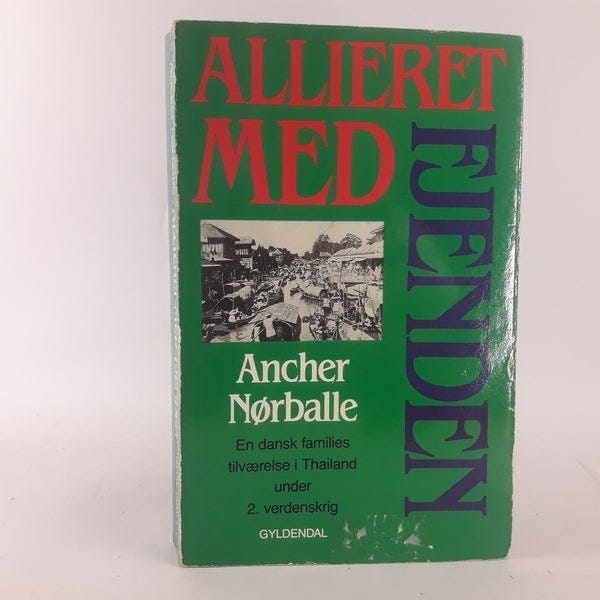 ALLIERET
MED
FJENDEN
Ancher
Nørballe
En dansk families
tilværelse i Thailand
under
2. verdenskrig
GYLDENDAL